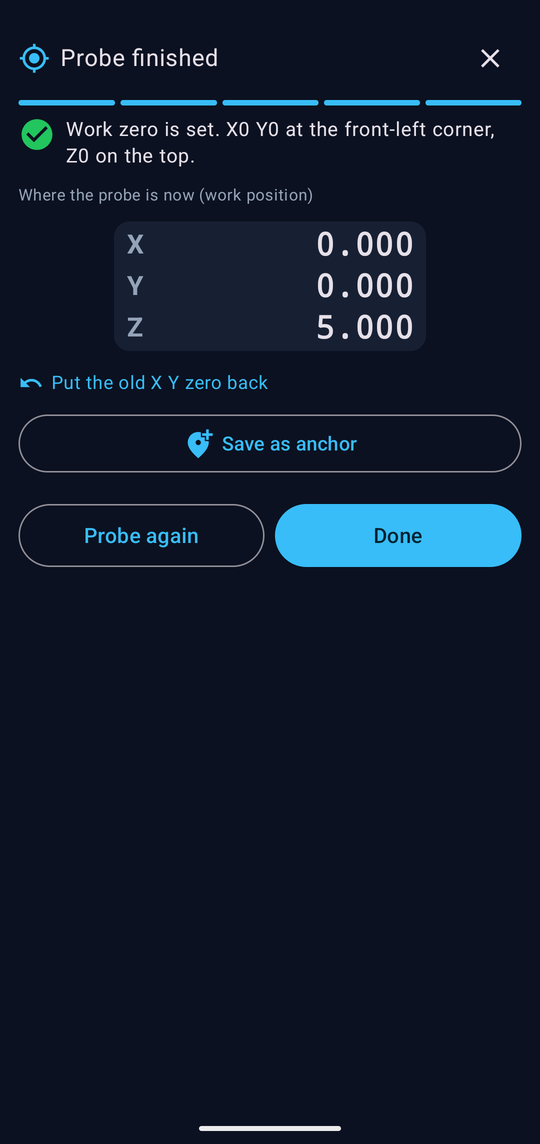 Probe finished
Work zero is set. X0 Y0 at the front-left corner,
Z0 on the top.
Where the probe is now (work position)
X 0.000
Y 0.000
Z 5.000
Put the old X Y zero back
Save as anchor
Probe again
Done